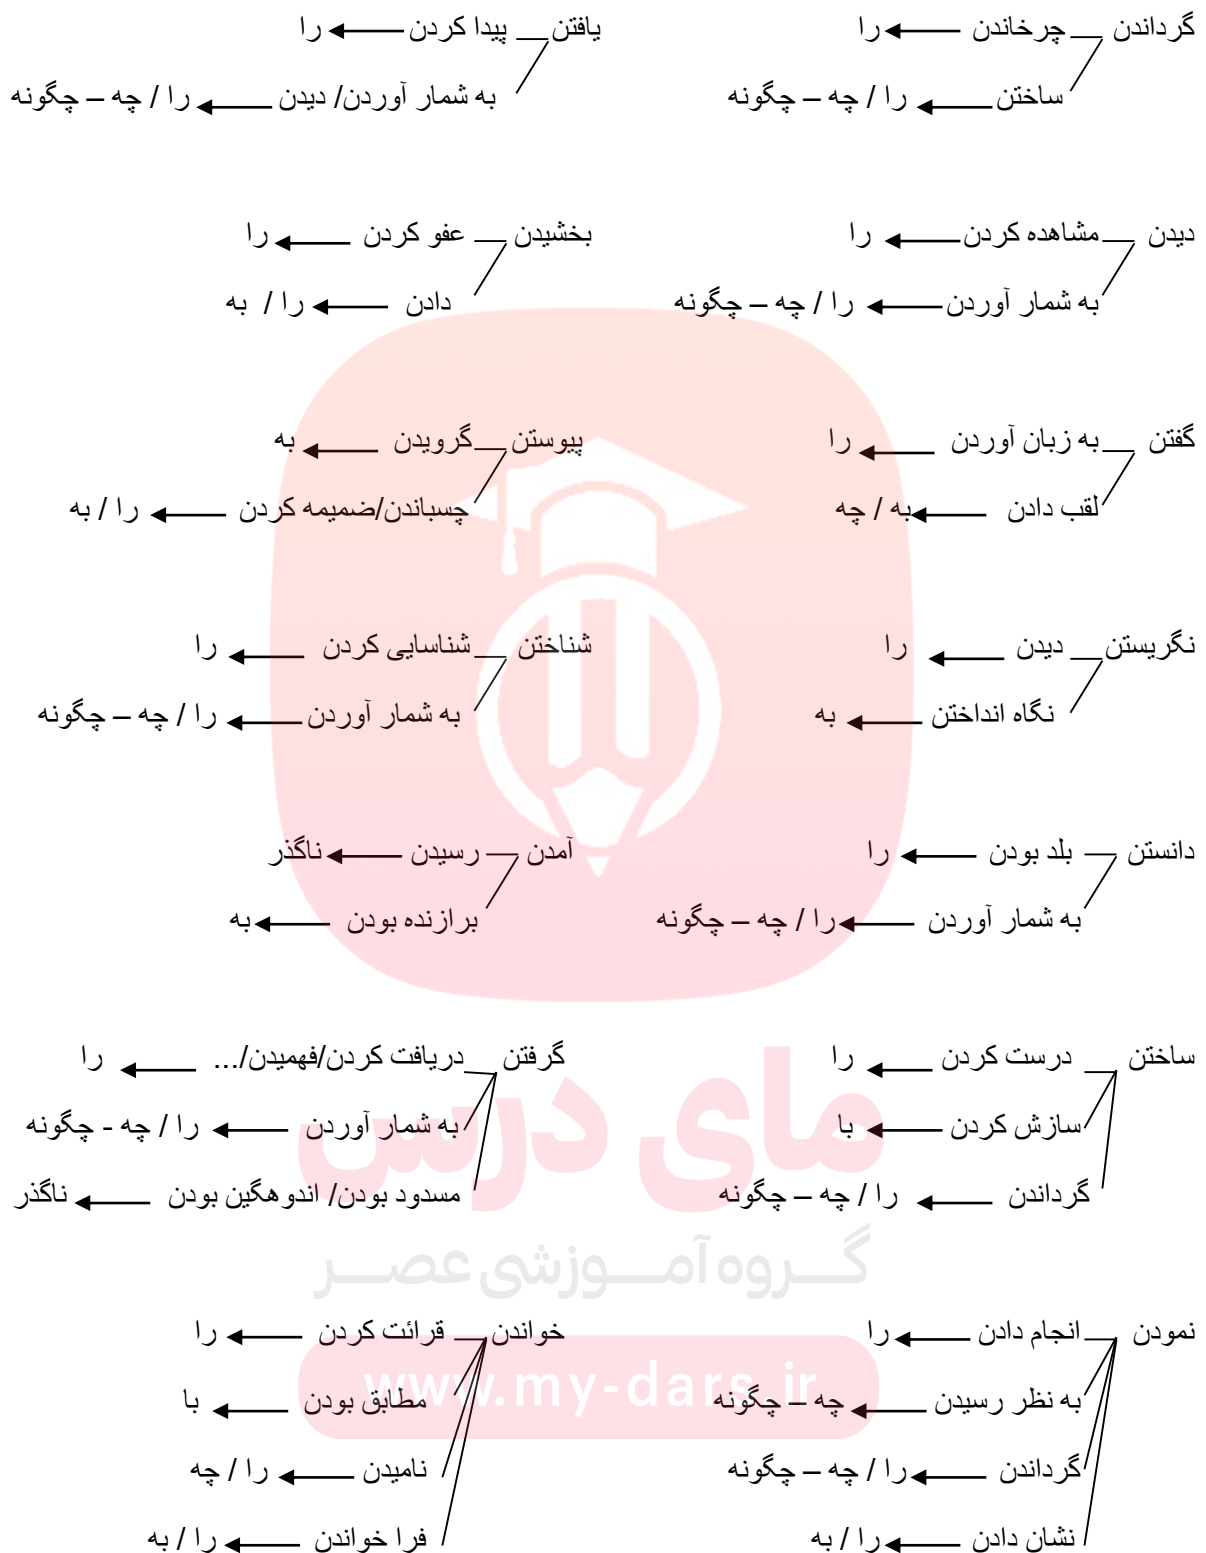 گرداندن چرخاندن را یافتن پیدا کردن را
ساختن را / چه – چگونه به شمار آوردن/ دیدن را / چه – چگونه
دیدن مشاهده کردن را بخشیدن عفو کردن را
به شمار آوردن را / چه – چگونه دادن را / به
گفتن به زبان آوردن را پیوستن گرویدن به
لقب دادن به / چه چسباندن/ضمیمه کردن را / به
نگریستن دیدن را شناختن شناسایی کردن را
نگاه انداختن به به شمار آوردن را / چه – چگونه
دانستن بلد بودن را آمدن رسیدن ناگذر
به شمار آوردن را / چه – چگونه برازنده بودن به
ساختن درست کردن را گرفتن دریافت کردن/فهمیدن/... را
سازش کردن با به شمار آوردن را / چه - چگونه
گرداندن را / چه – چگونه مسدود بودن/ اندوهگین بودن ناگذر
مای درس
گروه آموزشی عصر
نمودن انجام دادن را خواندن قرائت کردن را
www.my-dars.ir
به نظر رسیدن چه – چگونه مطابق بودن با
گرداندن را / چه – چگونه نامیدن را / چه
نشان دادن را / به فرا خواندن را / به